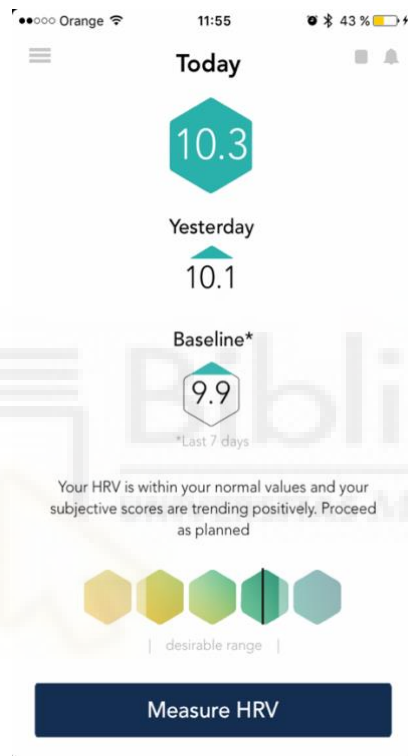 Orange 11:55 43 %
Today
10.3
Yesterday
10.1
Baseline*
9.9
*Last 7 days
Your HRV is within your normal values and your
subjective scores are trending positively. Proceed
as planned
| desirable range |
Measure HRV